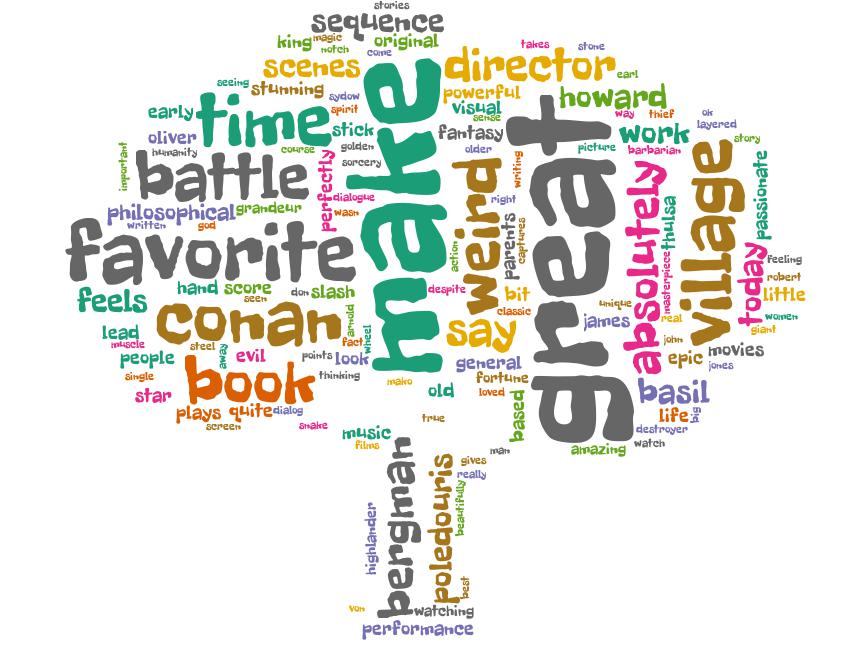 stories
sequence
king
magic
notch
original
come
takes
stone
scenes
director
earl
stunning
seeing
sydow
powerful
howard
early
time
spirit
stick
make
visual
sense
way
thief
ok
layered
oliver
humanity
course
golden
sorcery
fantasy
older
great
work
picture
barbarian
story
important
battle
perfectly
dialogue
wasn
weird
writing
right
absolutely
village
passionate
philosophical
grandeur
written
god
parents
captures
thulsa
favorite
action
masterpiece
today
feeling
robert
feels
hand
score
seen
don
slash
despite
bit
classic
unique
little
women
giant
conan
arnold
fact
wheel
say
james
real
lead
muscle
steel
away
evil
points
look
john
epic
movies
jones
people
single
book
thinking
mako
general
fortune
loved
old
star
basil
plays
quite
dialog
screen
snake
true
based
life
big
destroyer
watch
music
films
amazing
man
bergman
poledouris
gives
really
beautifully
highlander
best
von
watching
performance